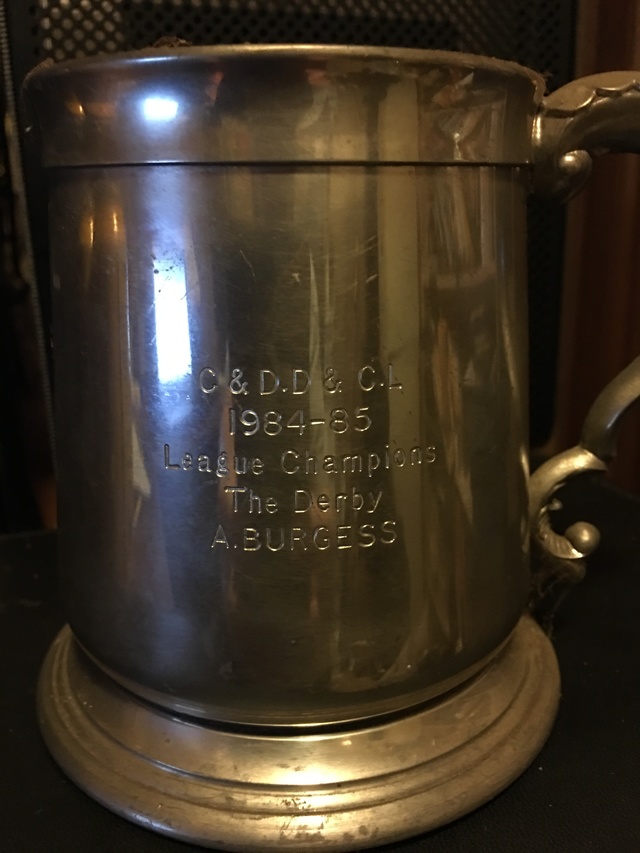 C & D.D & C.L
1984-85
League Champions
The Derby
A.BURGESS